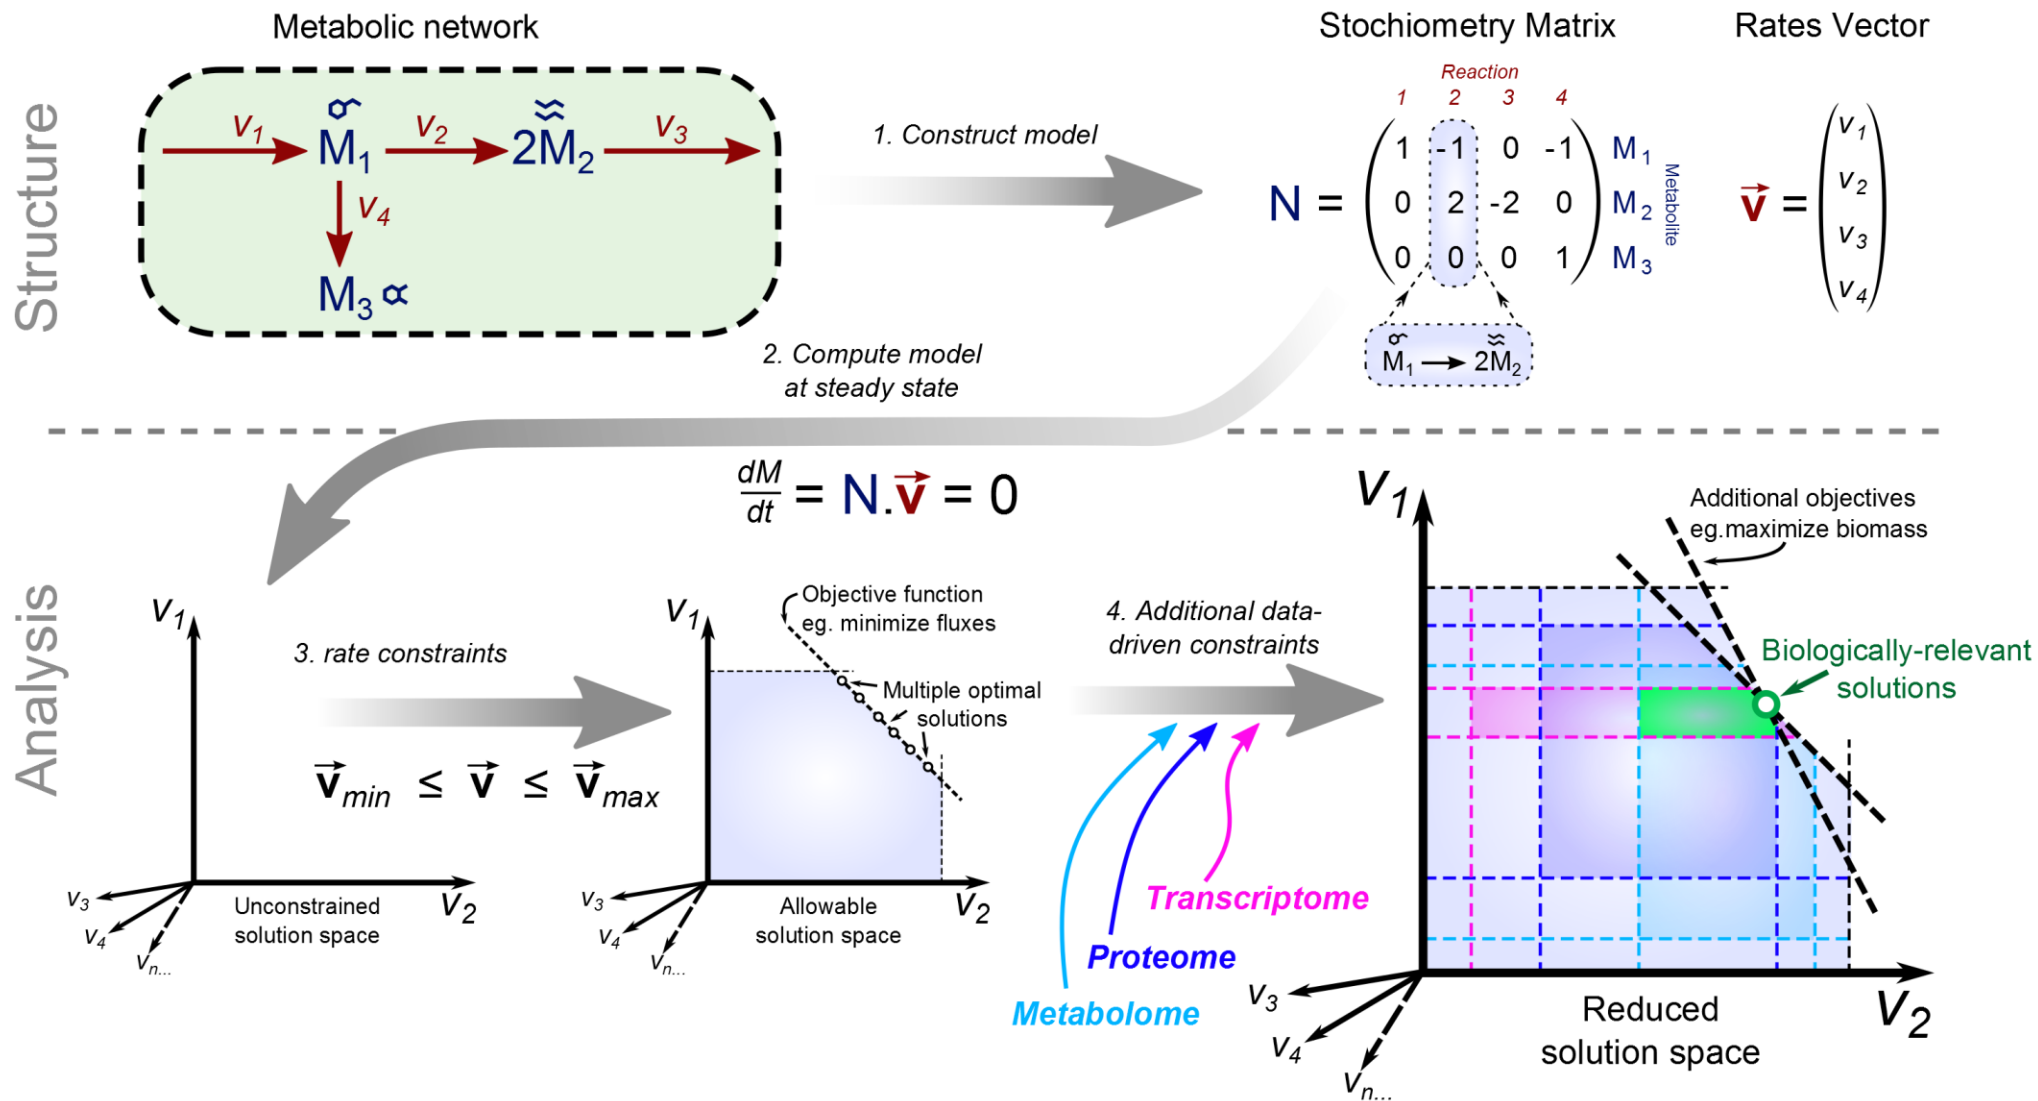 Metabolic network
Stochiometry Matrix
Rates Vector
Structure
v1
M1
v2
2M2
v3
v4
M3
1. Construct model
Reaction
1 2 3 4
N =
1 -1 0 -1 M1
0 2 -2 0 M2
0 0 0 1 M3
Metabolite
M1 → 2M2
v =
v1
v2
v3
v4
2. Compute model
at steady state
dM/dt = N.v = 0
Analysis
v1
v2
v3
v4
vn...
Unconstrained
solution space
3. rate constraints
vmin ≤ v ≤ vmax
v1
v2
v3
v4
vn...
Allowable
solution space
Objective function
eg. minimize fluxes
Multiple optimal
solutions
4. Additional data-
driven constraints
Transcriptome
Proteome
Metabolome
v1
v2
v3
v4
vn...
Additional objectives
eg.maximize biomass
Biologically-relevant
solutions
Reduced
solution space